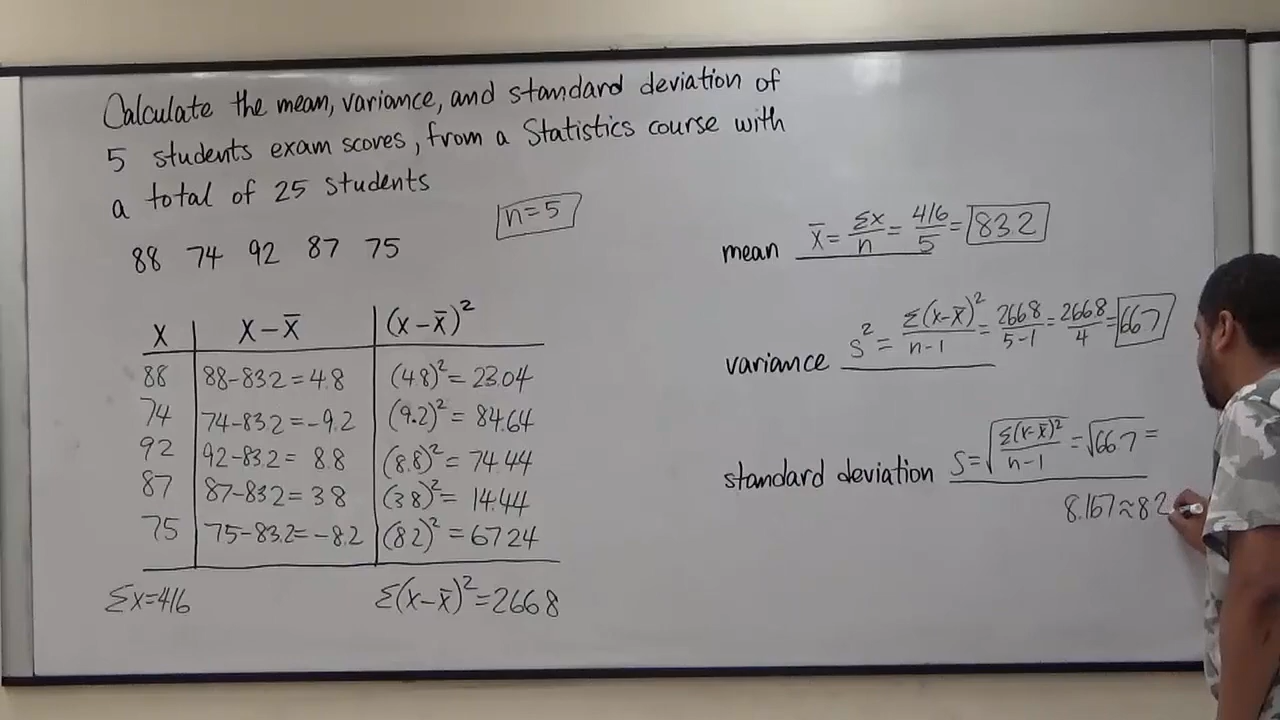 Calculate the mean, variance, and standard deviation of
5 students exam scores, from a Statistics course with
a total of 25 students
n=5
88 74 92 87 75
X X-X̄ (X-X̄)²
88 88-83.2=4.8 (4.8)²=23.04
74 74-83.2=-9.2 (9.2)²=84.64
92 92-83.2=8.8 (8.8)²=74.44
87 87-83.2=3.8 (3.8)²=14.44
75 75-83.2=-8.2 (8.2)²=67.24
Σx=416 Σ(x-x̄)²=266.8
mean X̄=Σx/n=416/5=83.2
variance S²=Σ(x-x̄)²/n-1=266.8/5-1=266.8/4=66.7
standard deviation S=√Σ(x-x̄)²/n-1=√66.7=
8.167≈8.2